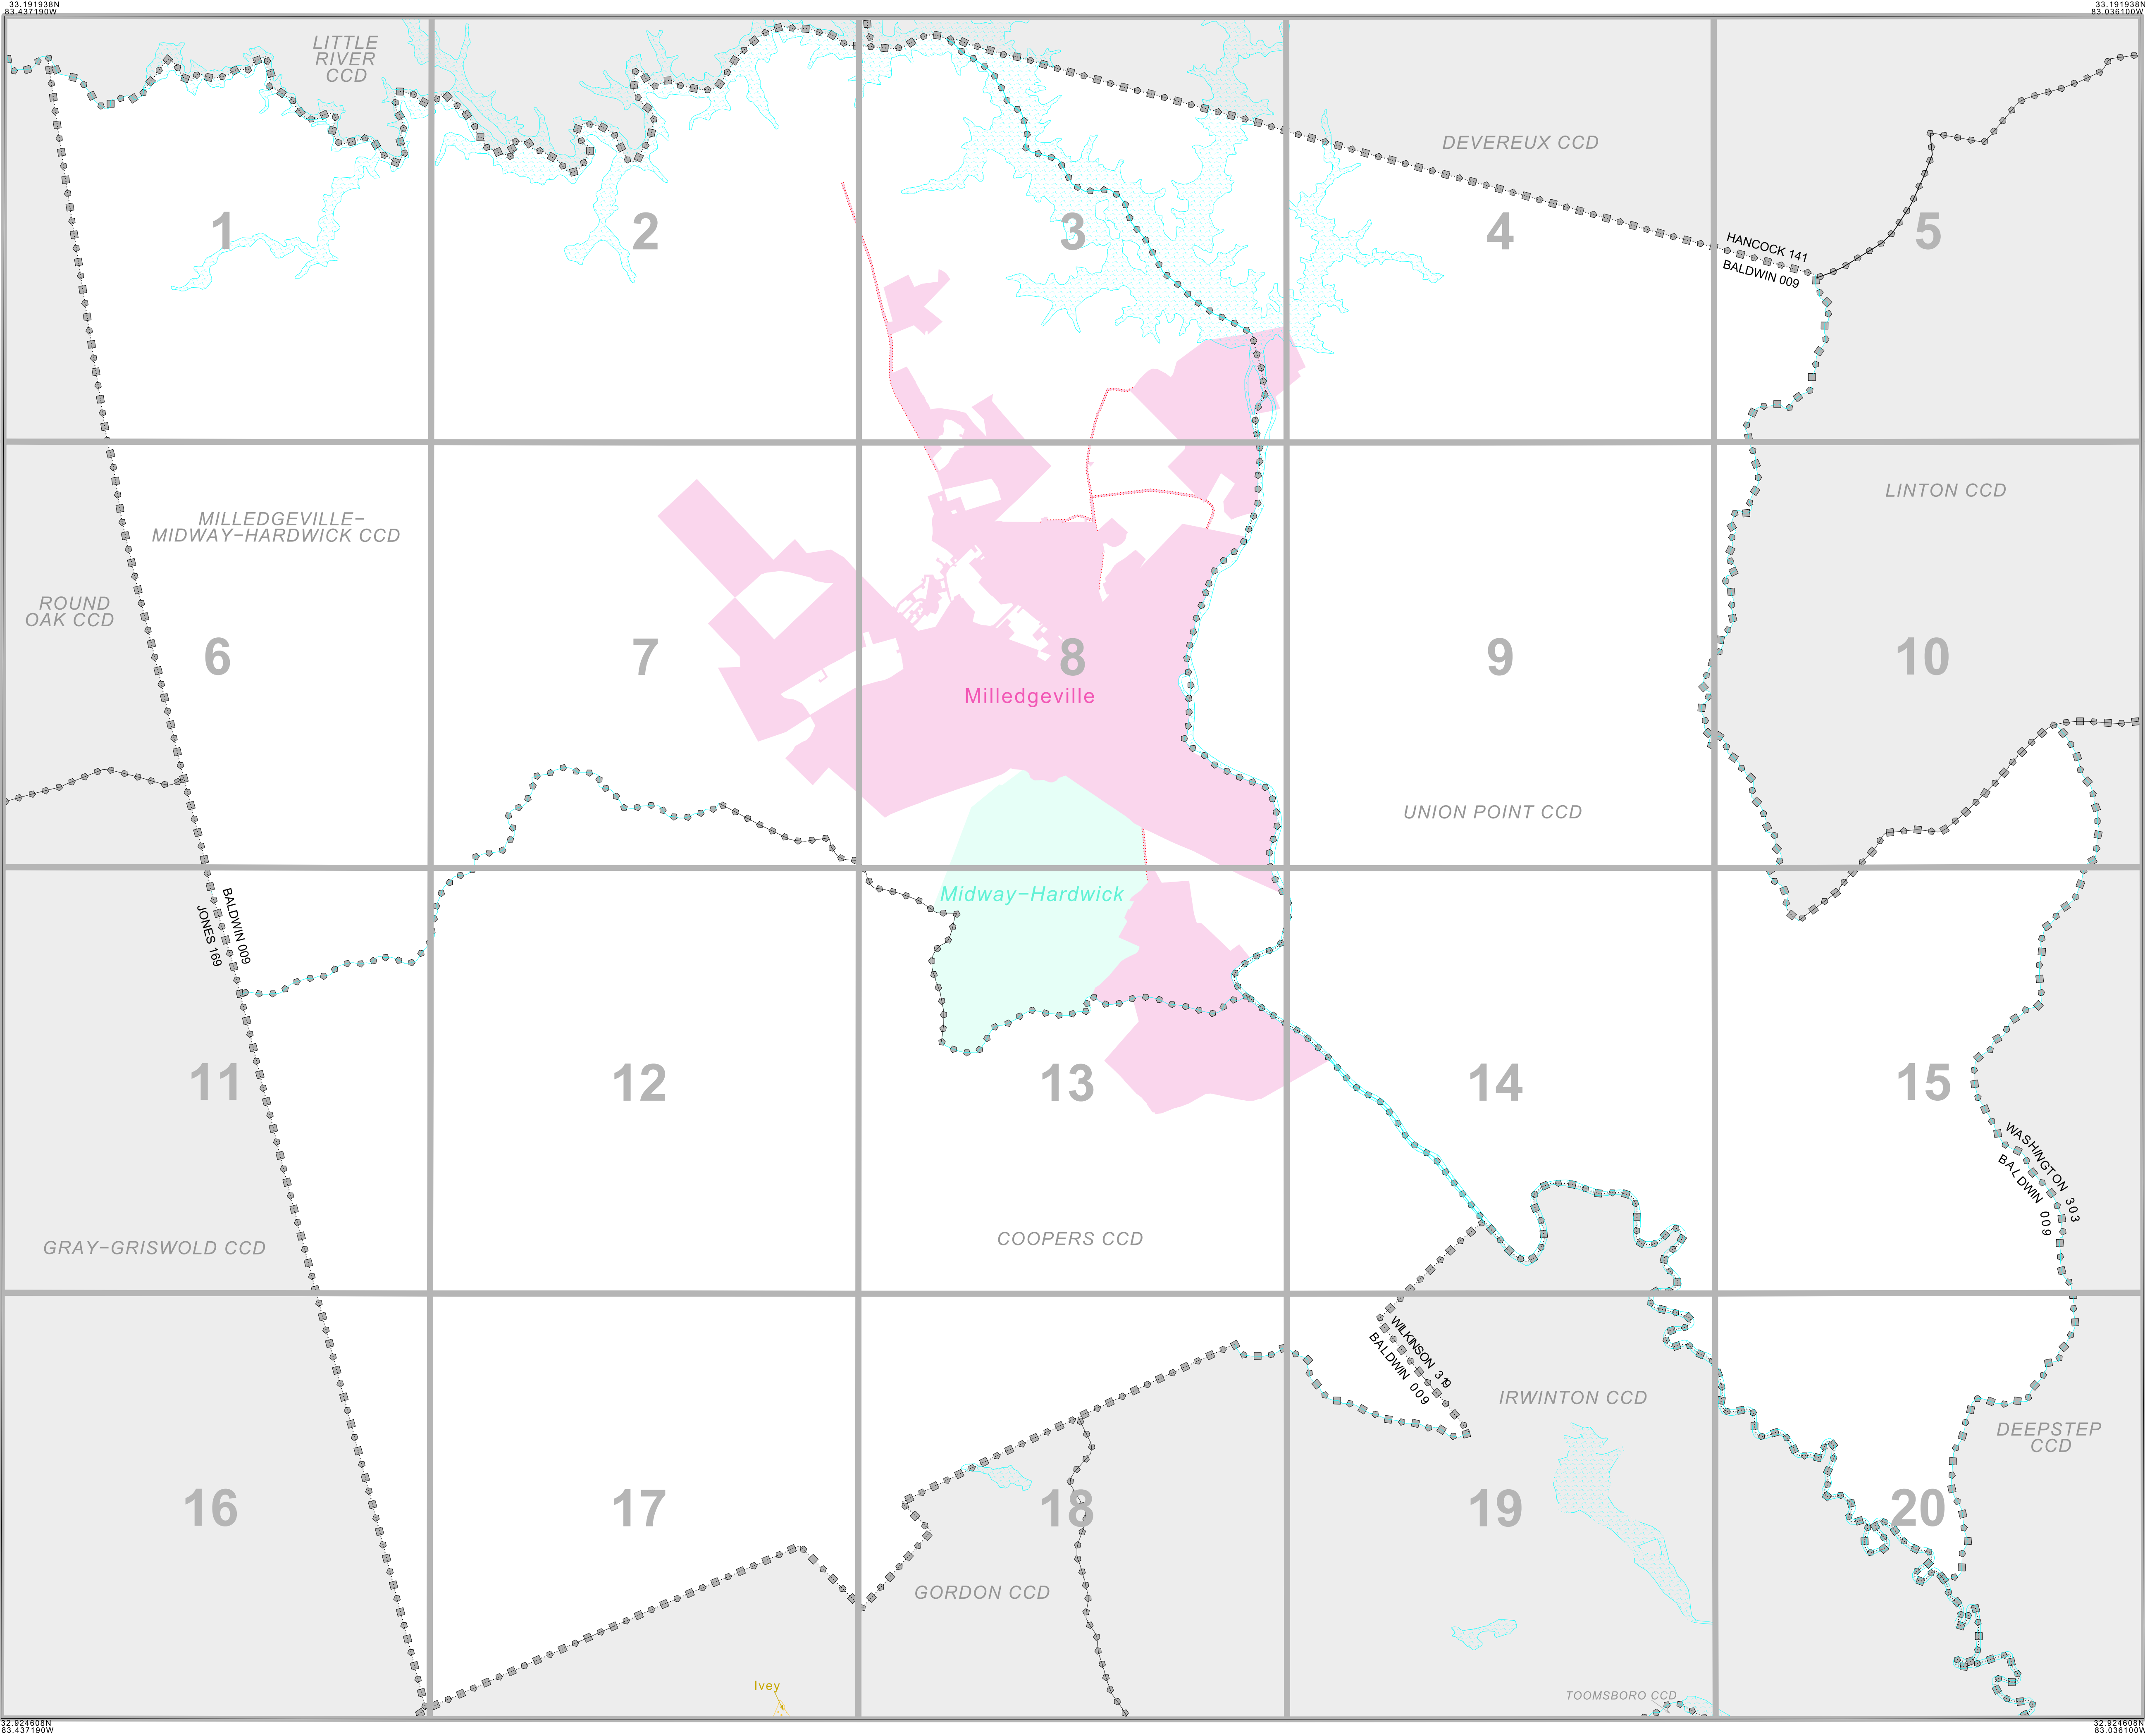 33.191938N
83.437190W
33.191938N
83.036100W
LITTLE
RIVER
CCD
DEVEREUX CCD
1
2
3
4
5
HANCOCK 141
BALDWIN 009
MILLEDGEVILLE-
MIDWAY-HARDWICK CCD
LINTON CCD
ROUND
OAK CCD
6
7
8
9
10
Milledgeville
UNION POINT CCD
Midway-Hardwick
BALDWIN 009
JONES 169
11
12
13
14
15
WASHINGTON 303
BALDWIN 009
GRAY-GRISWOLD CCD
COOPERS CCD
WILKINSON 319
BALDWIN 009
IRWINTON CCD
DEEPSTEP
CCD
16
17
18
19
20
GORDON CCD
Ivey
TOOMSBORO CCD
32.924608N
83.437190W
32.924608N
83.036100W